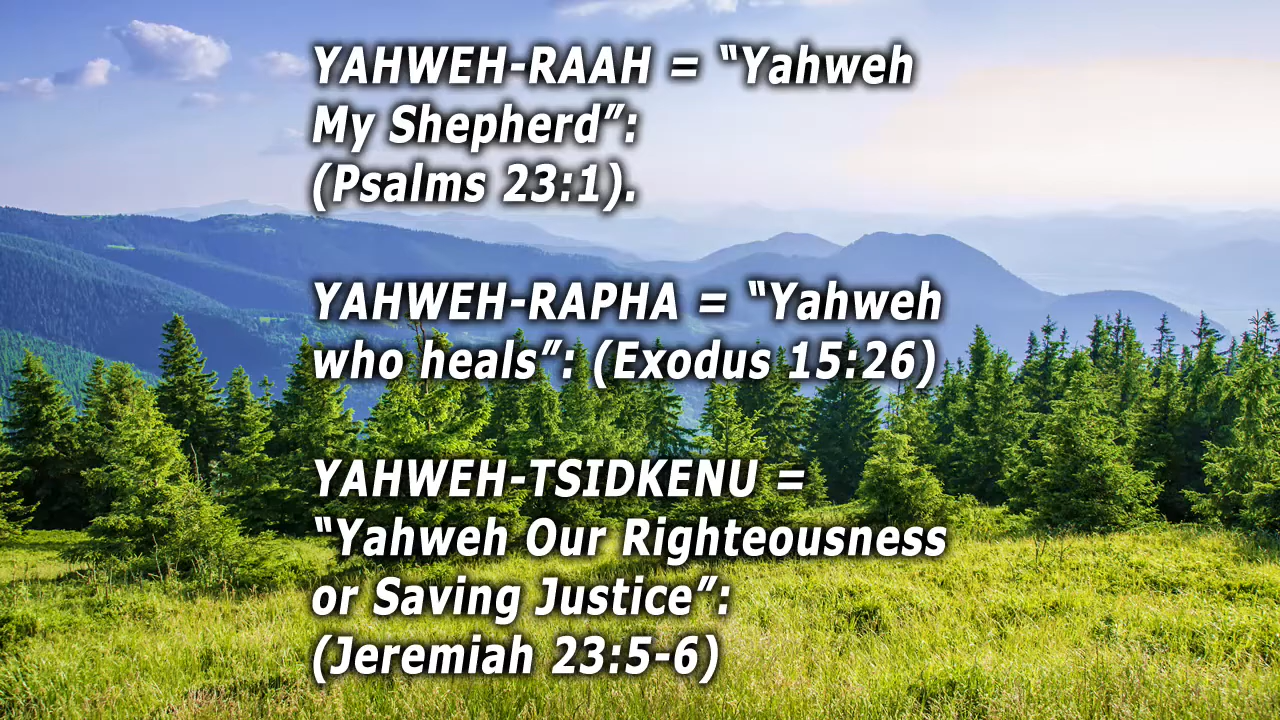 YAHWEH-RAAH = “Yahweh
My Shepherd”:
(Psalms 23:1).
YAHWEH-RAPHA = “Yahweh
who heals”: (Exodus 15:26)
YAHWEH-TSIDKENU =
“Yahweh Our Righteousness
or Saving Justice”:
(Jeremiah 23:5-6)